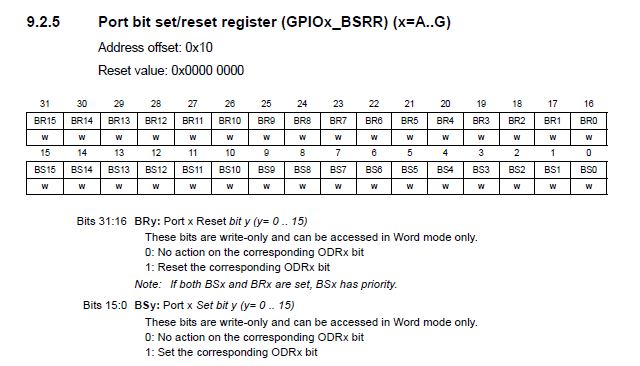 9.2.5 Port bit set/reset register (GPIOx_BSRR) (x=A..G)
Address offset: 0x10
Reset value: 0x0000 0000
31 30 29 28 27 26 25 24 23 22 21 20 19 18 17 16
BR15 BR14 BR13 BR12 BR11 BR10 BR9 BR8 BR7 BR6 BR5 BR4 BR3 BR2 BR1 BR0
w w w w w w w w w w w w w w w w
15 14 13 12 11 10 9 8 7 6 5 4 3 2 1 0
BS15 BS14 BS13 BS12 BS11 BS10 BS9 BS8 BS7 BS6 BS5 BS4 BS3 BS2 BS1 BS0
w w w w w w w w w w w w w w w w
Bits 31:16 BRy: Port x Reset bit y (y= 0 .. 15)
These bits are write-only and can be accessed in Word mode only.
0: No action on the corresponding ODRx bit
1: Reset the corresponding ODRx bit
Note: If both BSx and BRx are set, BSx has priority.
Bits 15:0 BSy: Port x Set bit y (y= 0 .. 15)
These bits are write-only and can be accessed in Word mode only.
0: No action on the corresponding ODRx bit
1: Set the corresponding ODRx bit